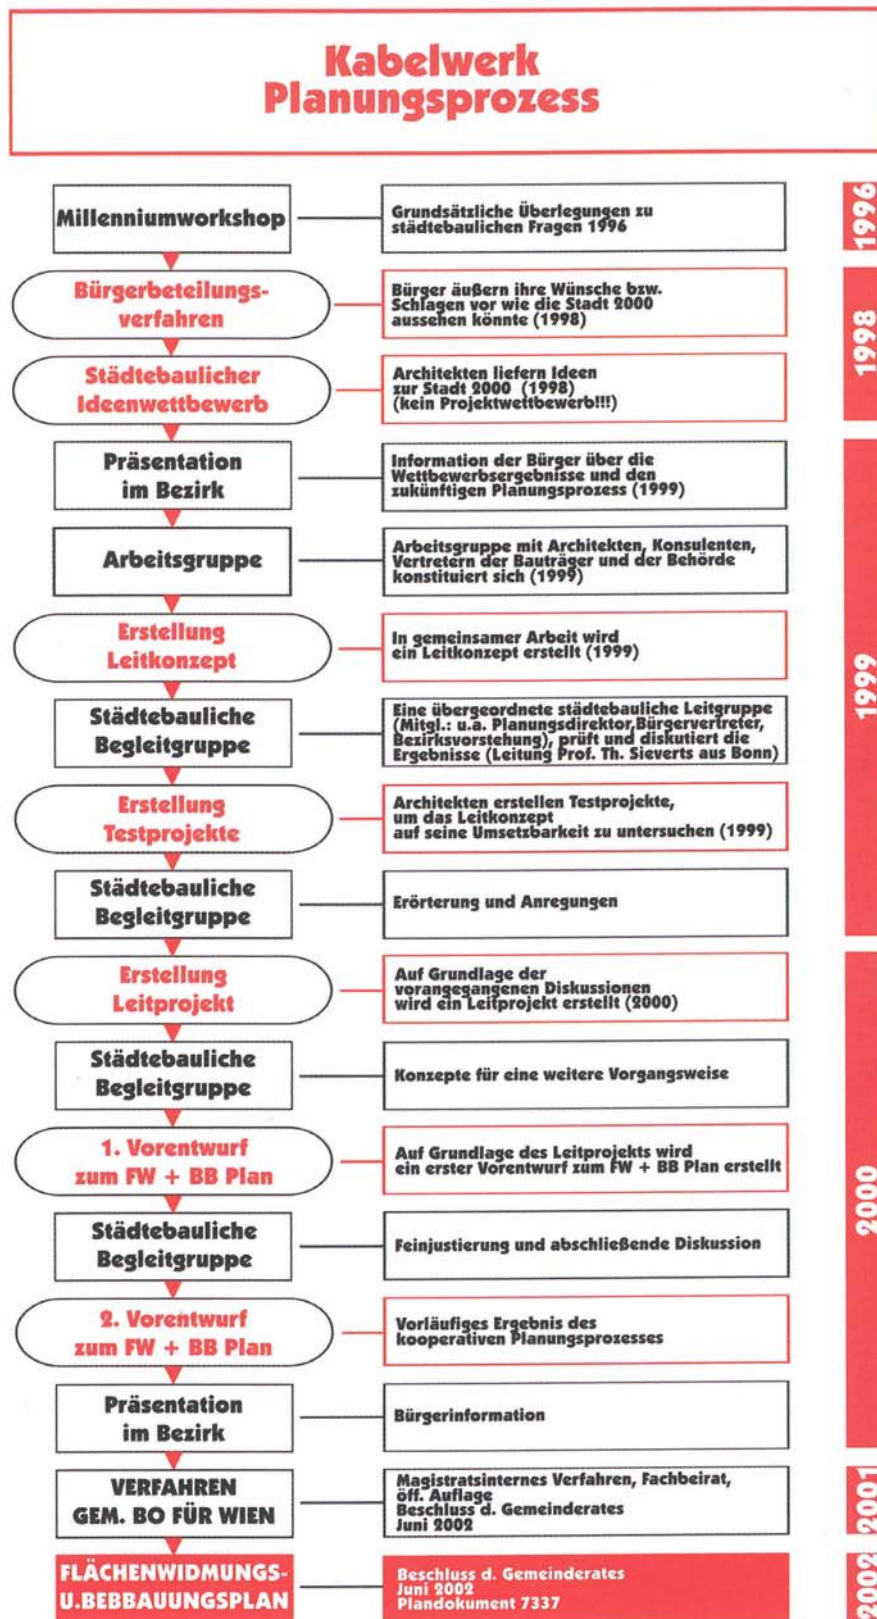 Kabelwerk
Planungsprozess
Millenniumworkshop
Grundsätzliche Überlegungen zu
städtebaulichen Fragen 1996
1996
Bürgerbeteilungs-
verfahren
Bürger äußern ihre Wünsche bzw.
Schlagen vor wie die Stadt 2000
aussehen könnte (1998)
1998
Städtebaulicher
Ideenwettbewerb
Architekten liefern Ideen
zur Stadt 2000 (1998)
(kein Projektwettbewerb!!!)
Präsentation
im Bezirk
Information der Bürger über die
Wettbewerbsergebnisse und den
zukünftigen Planungsprozess (1999)
Arbeitsgruppe
Arbeitsgruppe mit Architekten, Konsulenten,
Vertretern der Bauträger und der Behörde
konstituiert sich (1999)
Erstellung
Leitkonzept
In gemeinsamer Arbeit wird
ein Leitkonzept erstellt (1999)
1999
Städtebauliche
Begleitgruppe
Eine übergeordnete städtebauliche Leitgruppe
(Mitgl.: u.a. Planungsdirektor,Bürgervertreter,
Bezirksvorstehung), prüft und diskutiert die
Ergebnisse (Leitung Prof. Th. Sieverts aus Bonn)
Erstellung
Testprojekte
Architekten erstellen Testprojekte,
um das Leitkonzept
auf seine Umsetzbarkeit zu untersuchen (1999)
Städtebauliche
Begleitgruppe
Erörterung und Anregungen
Erstellung
Leitprojekt
Auf Grundlage der
vorangegangenen Diskussionen
wird ein Leitprojekt erstellt (2000)
Städtebauliche
Begleitgruppe
Konzepte für eine weitere Vorgangsweise
1. Vorentwurf
zum FW + BB Plan
Auf Grundlage des Leitprojekts wird
ein erster Vorentwurf zum FW + BB Plan erstellt
2000
Städtebauliche
Begleitgruppe
Feinjustierung und abschließende Diskussion
2. Vorentwurf
zum FW + BB Plan
Vorläufiges Ergebnis des
kooperativen Planungsprozesses
Präsentation
im Bezirk
Bürgerinformation
VERFAHREN
GEM. BO FÜR WIEN
Magistratsinternes Verfahren, Fachbeirat,
öff. Auflage
Beschluss d. Gemeinderates
Juni 2002
2001
FLÄCHENWIDMUNGS-
U.BEBBAUUNGSPLAN
Beschluss d. Gemeinderates
Juni 2002
Plandokument 7337
2002